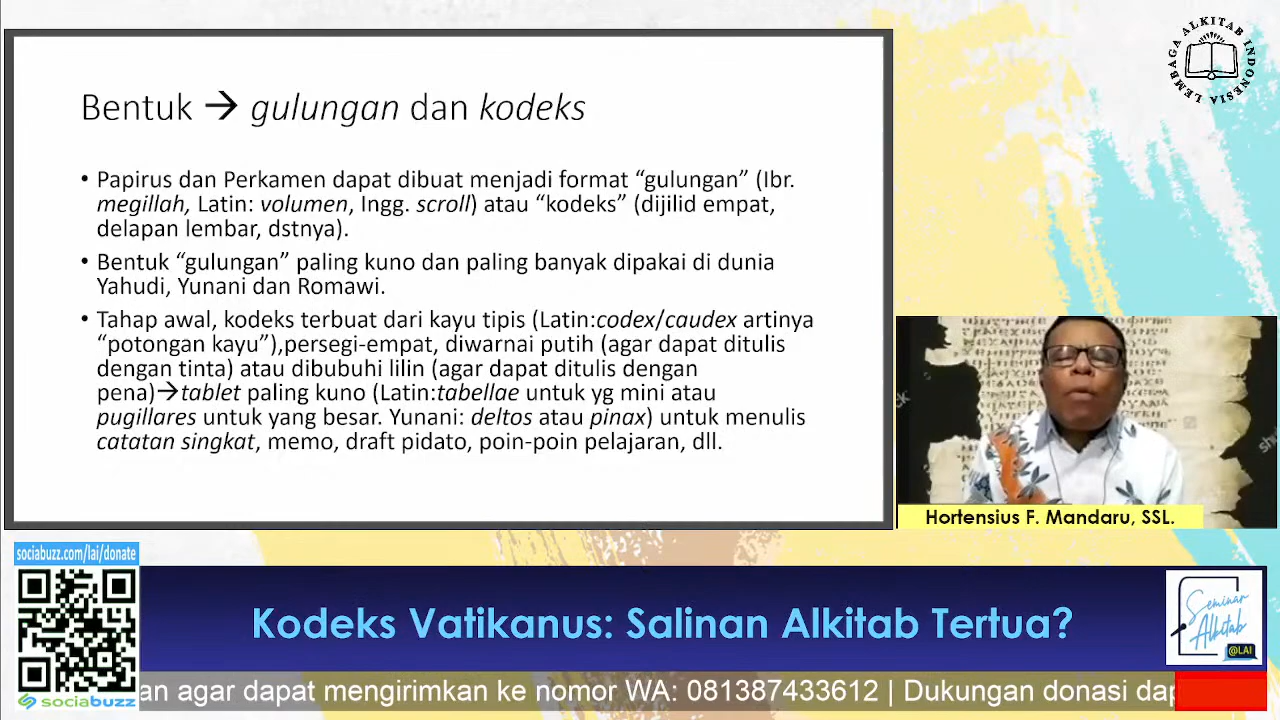 Bentuk → gulungan dan kodeks
• Papirus dan Perkamen dapat dibuat menjadi format “gulungan” (Ibr.
megillah, Latin: volumen, Ingg. scroll) atau “kodeks” (dijilid empat,
delapan lembar, dstnya).
• Bentuk “gulungan” paling kuno dan paling banyak dipakai di dunia
Yahudi, Yunani dan Romawi.
• Tahap awal, kodeks terbuat dari kayu tipis (Latin:codex/caudex artinya
“potongan kayu”),persegi-empat, diwarnai putih (agar dapat ditulis
dengan tinta) atau dibubuhi lilin (agar dapat ditulis dengan
pena)→tablet paling kuno (Latin:tabellae untuk yg mini atau
pugillares untuk yang besar. Yunani: deltos atau pinax) untuk menulis
catatan singkat, memo, draft pidato, poin-poin pelajaran, dll.
LEMBAGA ALKITAB INDONESIA
Hortensius F. Mandaru, SSL.
sociabuzz.com/lai/donate
sociabuzz
Kodeks Vatikanus: Salinan Alkitab Tertua?
Seminar
Alkitab
@LAI
an agar dapat mengirimkan ke nomor WA: 081387433612 | Dukungan donasi dap